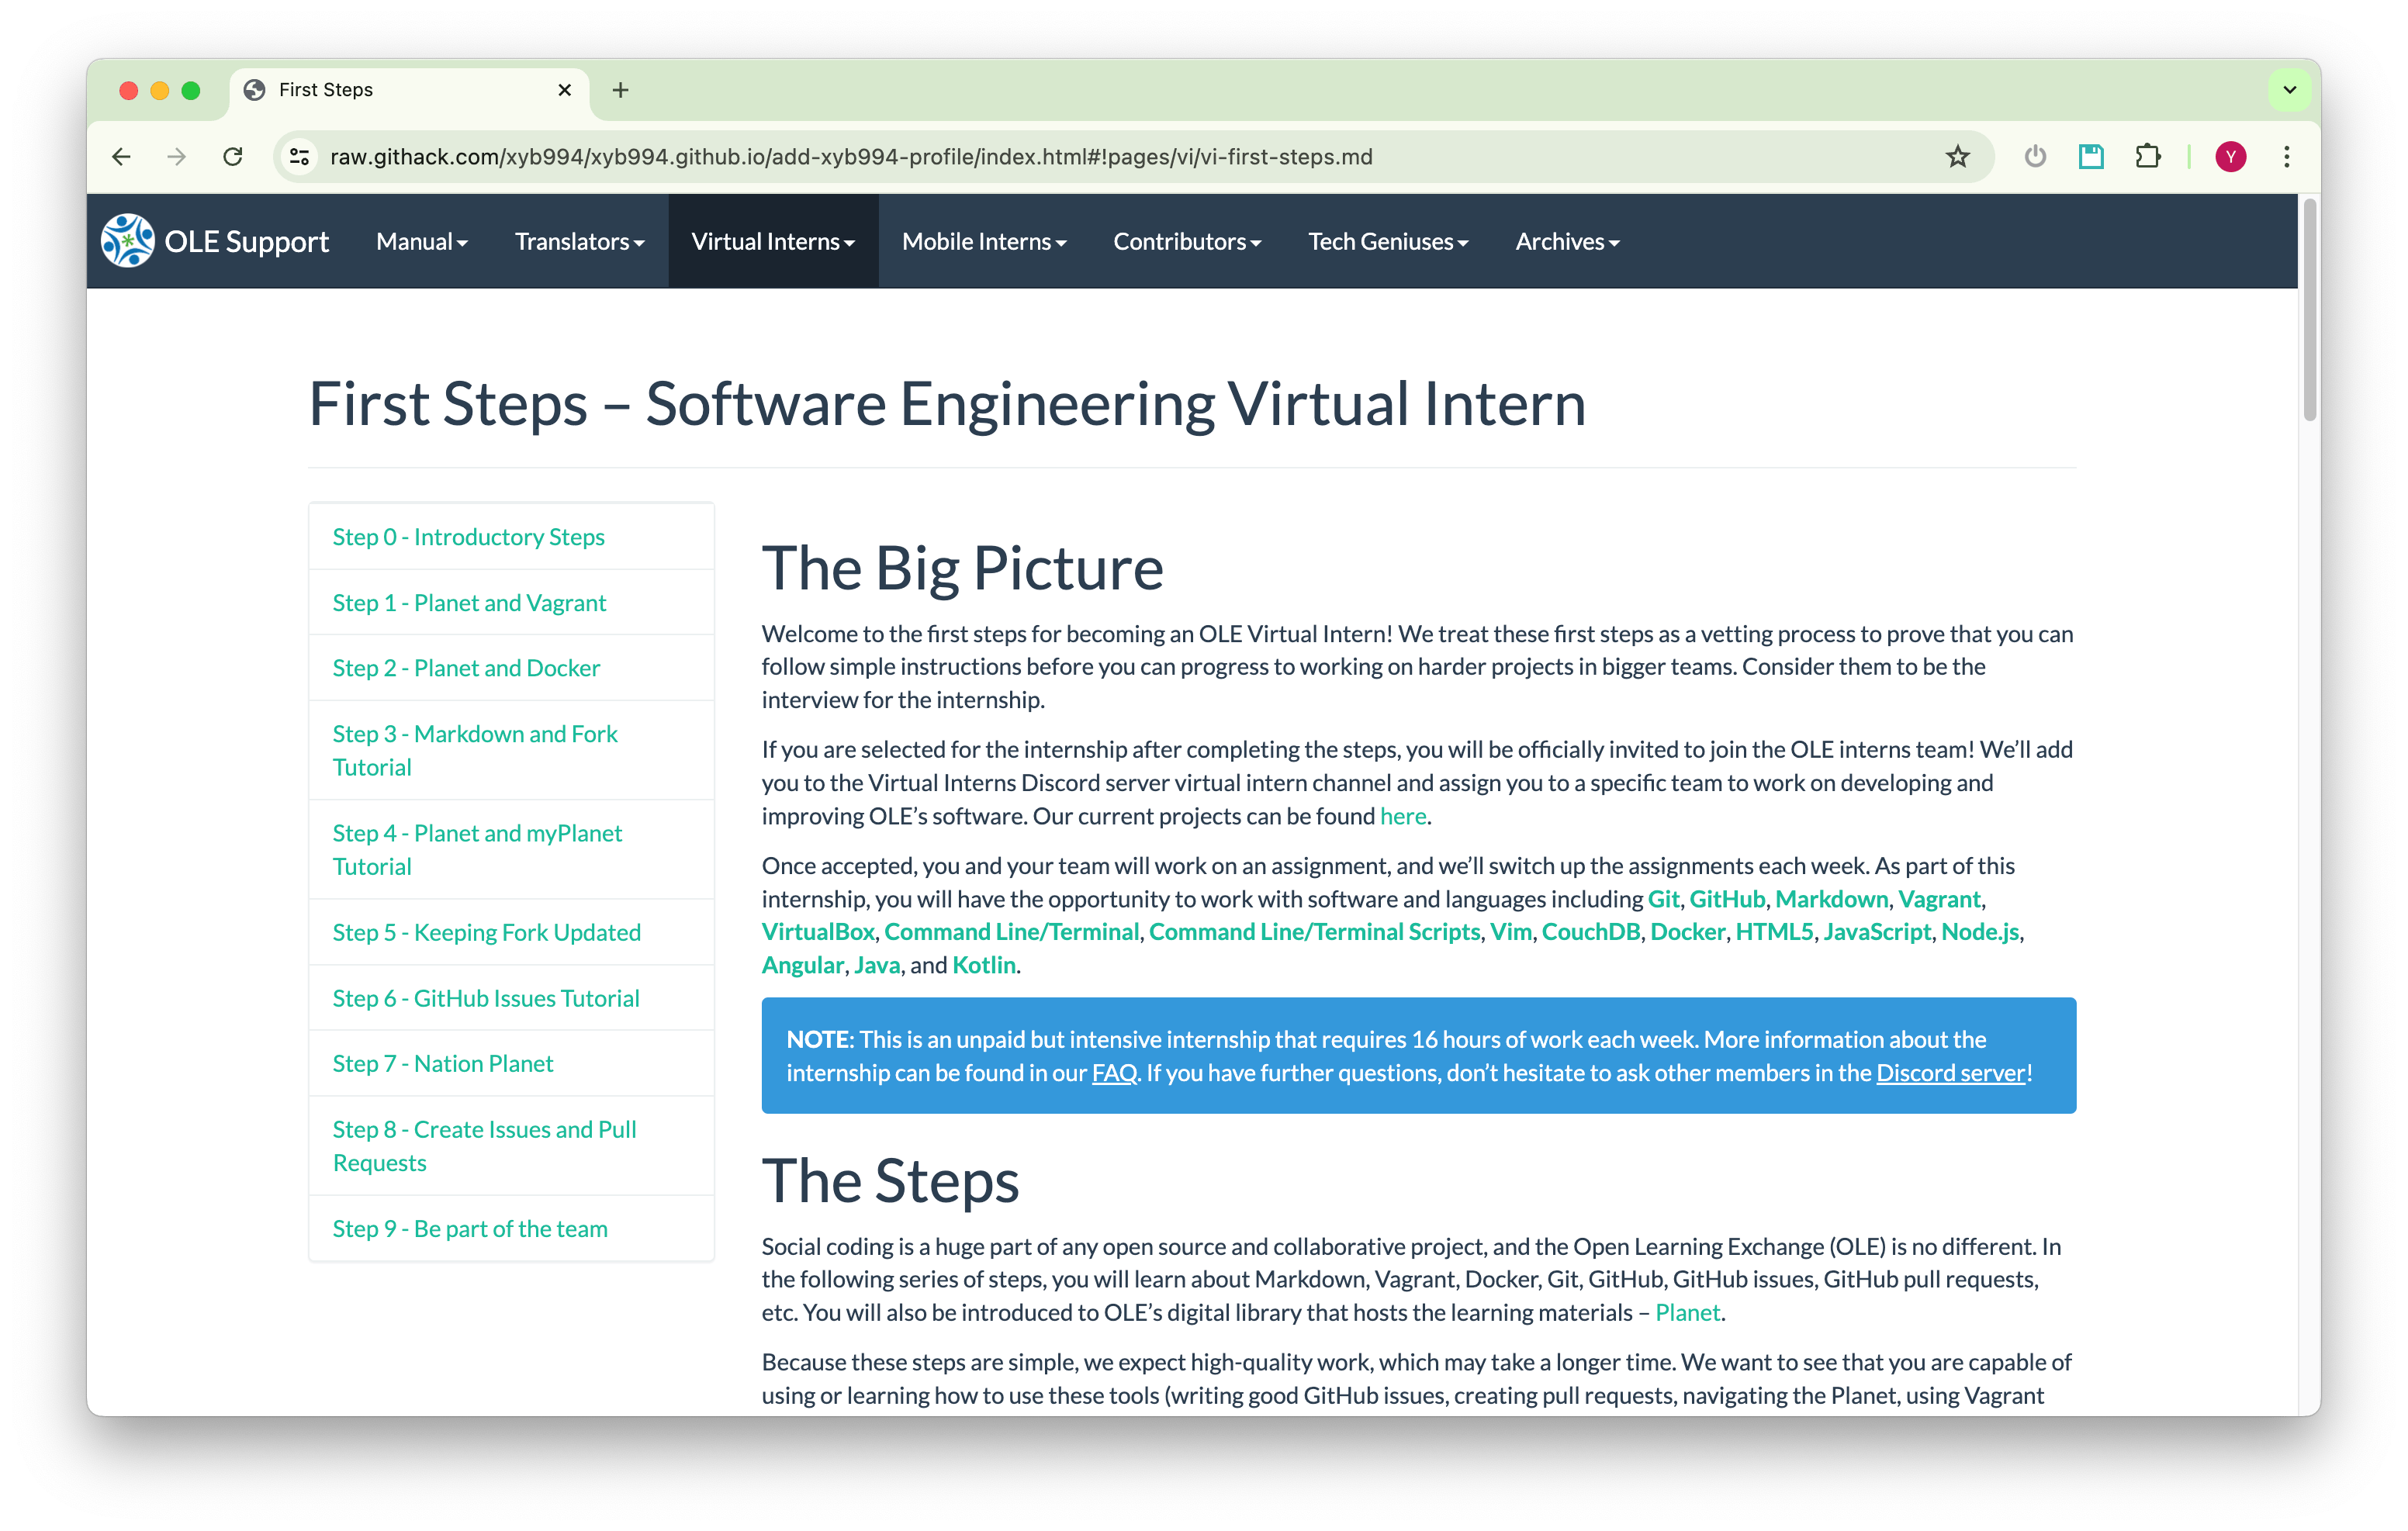 First Steps
raw.githack.com/xyb994/xyb994.github.io/add-xyb994-profile/index.html#!pages/vi/vi-first-steps.md
Y
OLE Support
Manual
Translators
Virtual Interns
Mobile Interns
Contributors
Tech Geniuses
Archives
First Steps – Software Engineering Virtual Intern
Step 0 - Introductory Steps
Step 1 - Planet and Vagrant
Step 2 - Planet and Docker
Step 3 - Markdown and Fork
Tutorial
Step 4 - Planet and myPlanet
Tutorial
Step 5 - Keeping Fork Updated
Step 6 - GitHub Issues Tutorial
Step 7 - Nation Planet
Step 8 - Create Issues and Pull
Requests
Step 9 - Be part of the team
The Big Picture
Welcome to the first steps for becoming an OLE Virtual Intern! We treat these first steps as a vetting process to prove that you can
follow simple instructions before you can progress to working on harder projects in bigger teams. Consider them to be the
interview for the internship.
If you are selected for the internship after completing the steps, you will be officially invited to join the OLE interns team! We’ll add
you to the Virtual Interns Discord server virtual intern channel and assign you to a specific team to work on developing and
improving OLE’s software. Our current projects can be found here.
Once accepted, you and your team will work on an assignment, and we’ll switch up the assignments each week. As part of this
internship, you will have the opportunity to work with software and languages including Git, GitHub, Markdown, Vagrant,
VirtualBox, Command Line/Terminal, Command Line/Terminal Scripts, Vim, CouchDB, Docker, HTML5, JavaScript, Node.js,
Angular, Java, and Kotlin.
NOTE: This is an unpaid but intensive internship that requires 16 hours of work each week. More information about the
internship can be found in our FAQ. If you have further questions, don’t hesitate to ask other members in the Discord server!
The Steps
Social coding is a huge part of any open source and collaborative project, and the Open Learning Exchange (OLE) is no different. In
the following series of steps, you will learn about Markdown, Vagrant, Docker, Git, GitHub, GitHub issues, GitHub pull requests,
etc. You will also be introduced to OLE’s digital library that hosts the learning materials – Planet.
Because these steps are simple, we expect high-quality work, which may take a longer time. We want to see that you are capable of
using or learning how to use these tools (writing good GitHub issues, creating pull requests, navigating the Planet, using Vagrant